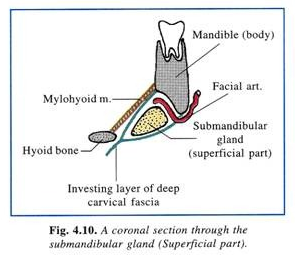 Mandible (body)
Facial art.
Mylohyoid m.
Submandibular
gland
(superficial part)
Hyoid bone
Investing layer of deep
carvical fascia
Fig. 4.10. A coronal section through the
submandibular gland (Superficial part).